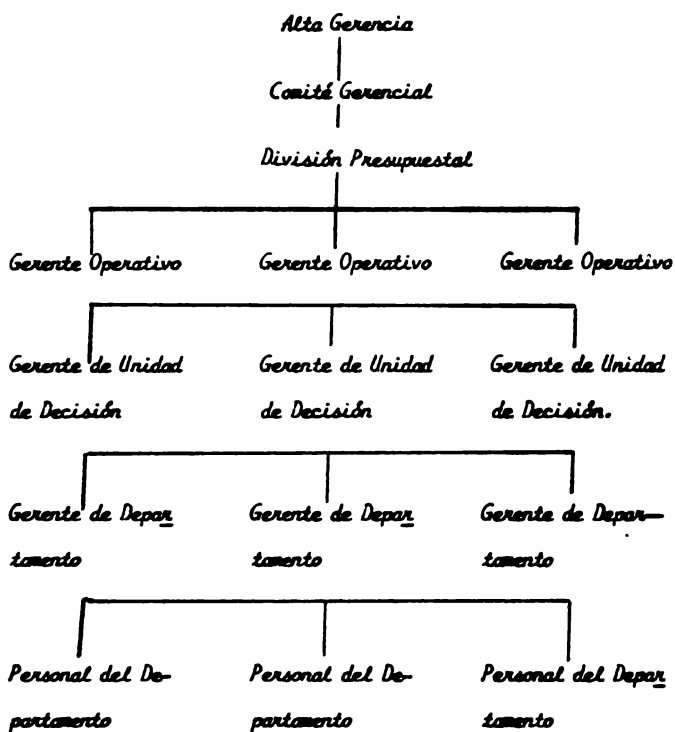 Alta Gerencia
Comité Gerencial
División Presupuestal
Gerente Operativo Gerente Operativo Gerente Operativo
Gerente de Unidad Gerente de Unidad Gerente de Unidad
de Decisión de Decisión de Decisión.
Gerente de Depar Gerente de Depar Gerente de Depar-
tamento tamento tamento
Personal del De- Personal del De- Personal del Depar
partamento partamento tamento